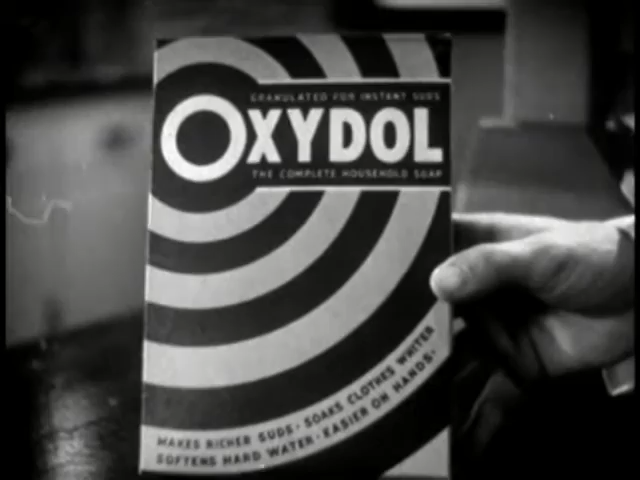 GRANULATED FOR INSTANT SUDS
OXYDOL
THE COMPLETE HOUSEHOLD SOAP
MAKES RICHER SUDS · SOAKS CLOTHES WHITER
SOFTENS HARD WATER · EASIER ON HANDS ·